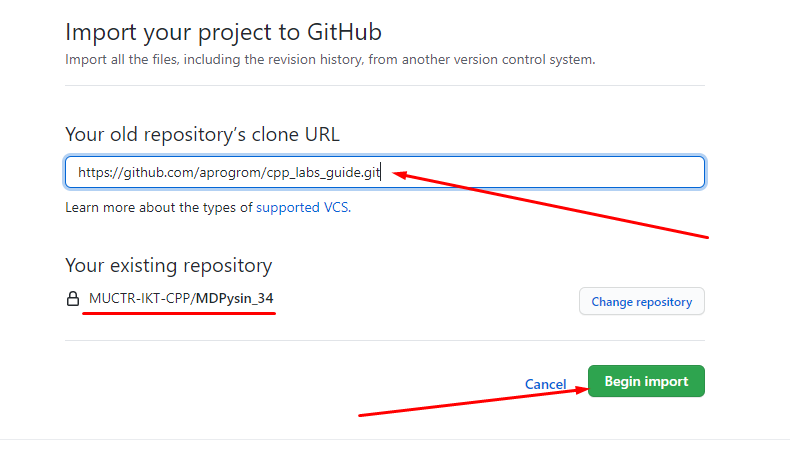 Import your project to GitHub
Import all the files, including the revision history, from another version control system.
Your old repository's clone URL
https://github.com/aprogrom/cpp_labs_guide.git
Learn more about the types of supported VCS.
Your existing repository
MUCTR-IKT-CPP/MDPysin_34
Change repository
Cancel
Begin import